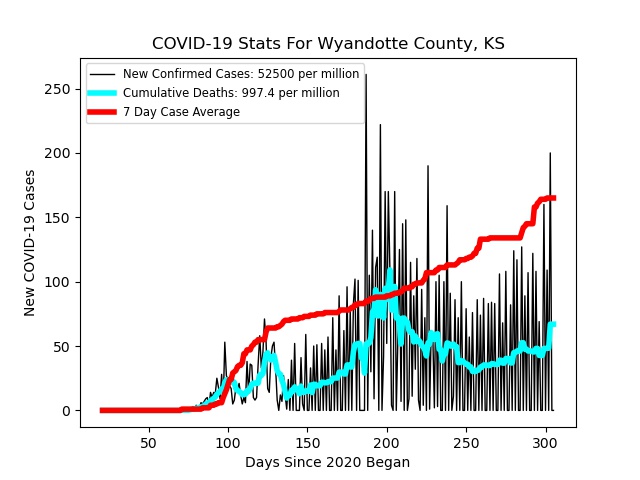 COVID-19 Stats For Wyandotte County, KS
New Confirmed Cases: 52500 per million
Cumulative Deaths: 997.4 per million
7 Day Case Average
New COVID-19 Cases
250
200
150
100
50
0
50 100 150 200 250 300
Days Since 2020 Began